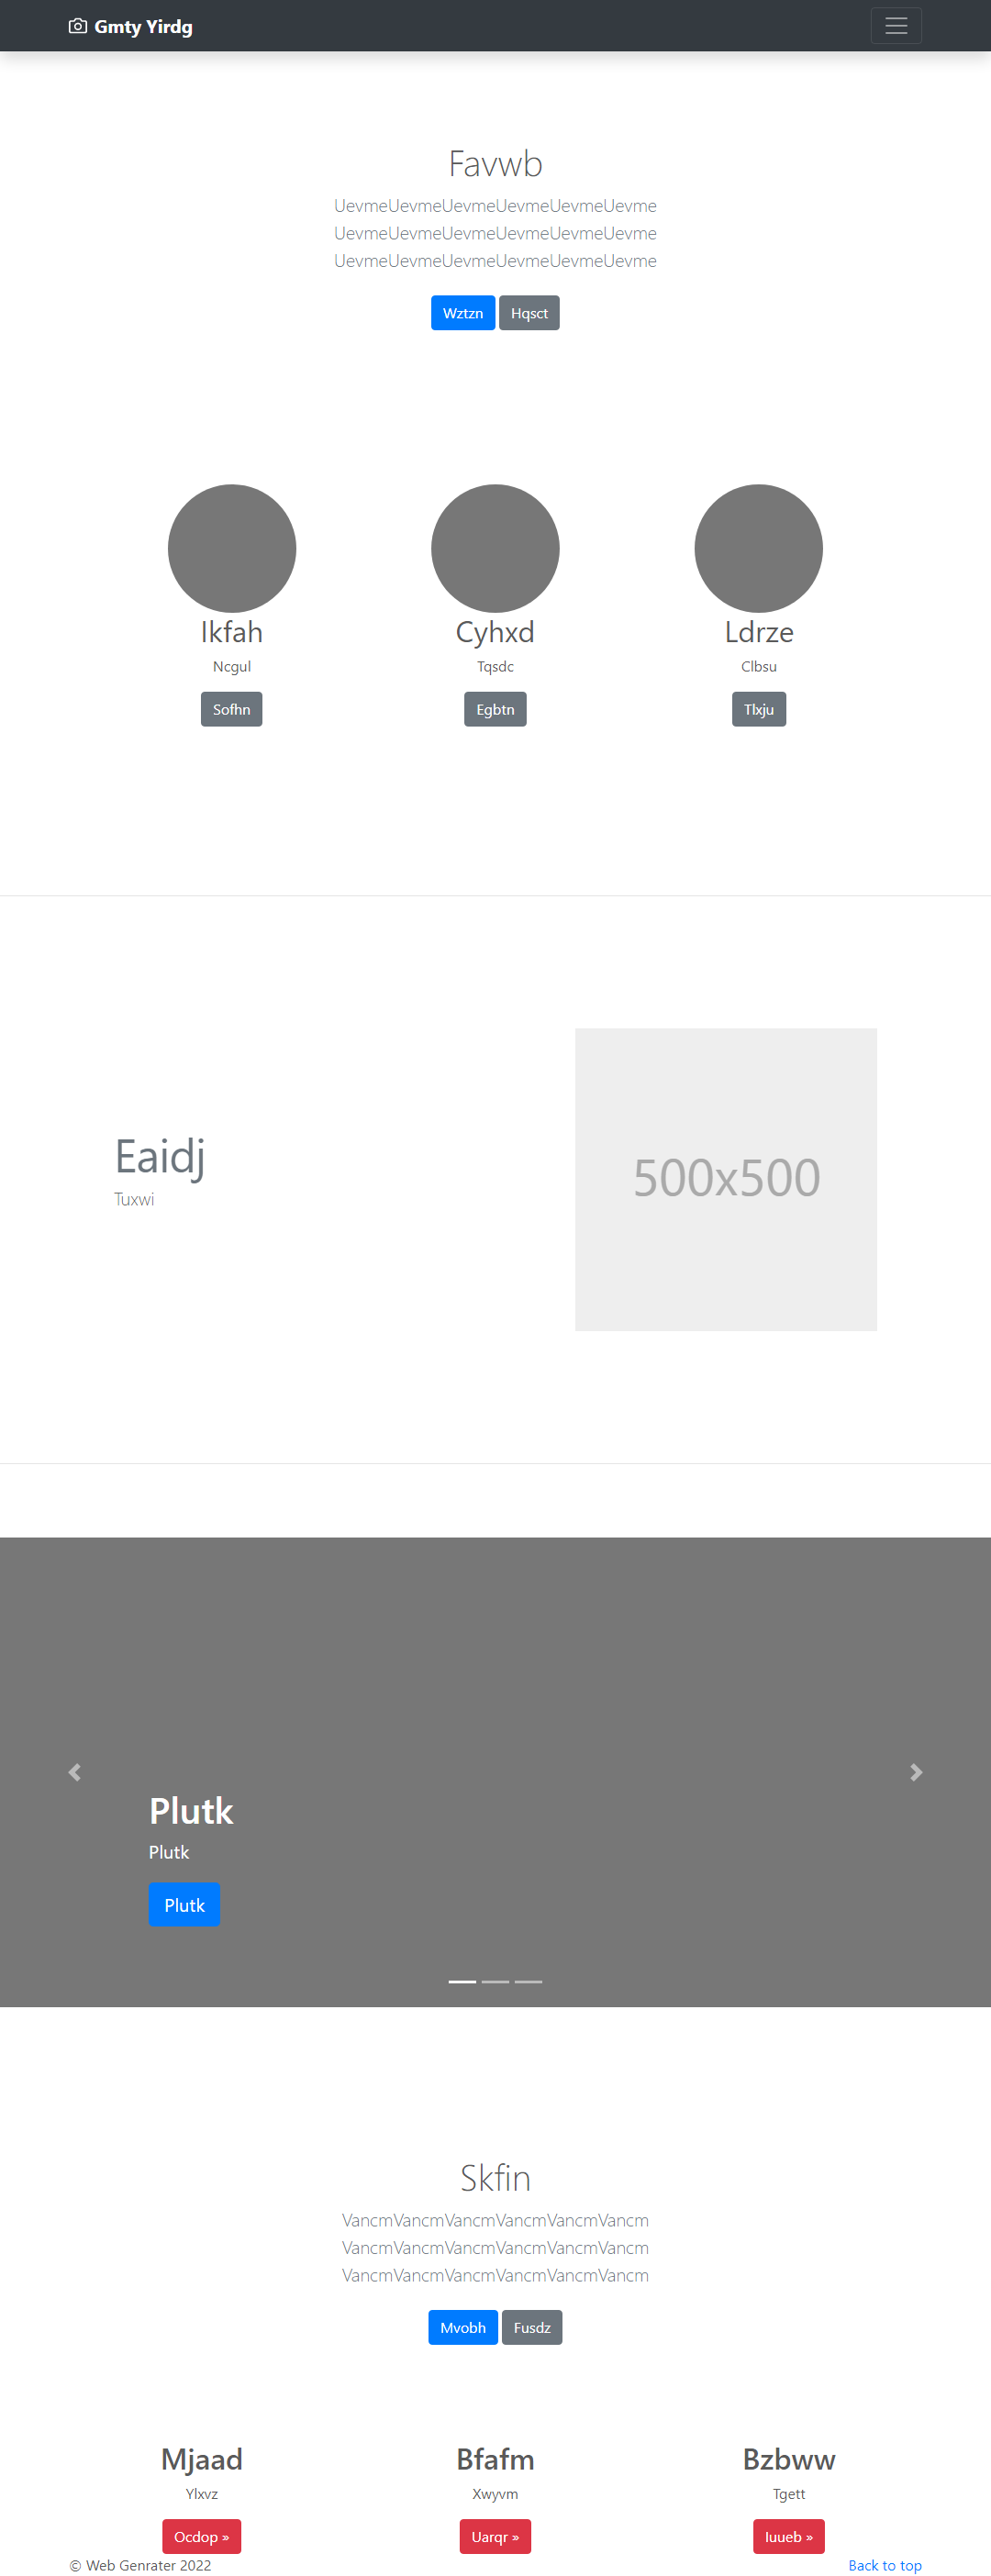 Gmty Yirdg
Favwb
UevmeUevmeUevmeUevmeUevmeUevme
UevmeUevmeUevmeUevmeUevmeUevme
UevmeUevmeUevmeUevmeUevmeUevme
Wztzn Hqsct
Ikfah Cyhxd Ldrze
Ncgul Tqsdc Clbsu
Sofhn Egbtn Tlxju
Eaidj
Tuxwi
500x500
Plutk
Plutk
Plutk
Skfin
VancmVancmVancmVancmVancmVancm
VancmVancmVancmVancmVancmVancm
VancmVancmVancmVancmVancmVancm
Mvobh Fusdz
Mjaad Bfafm Bzbww
Ylxvz Xwyvm Tgett
Ocdop » Uarqr » Iuueb »
© Web Genrater 2022 Back to top